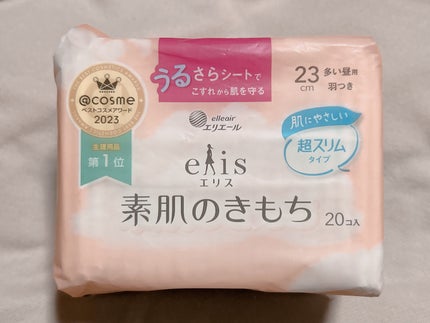 @cosme
ベストコスメアワード
2023
生理用品
第1位
うるさらシートで
こすれから肌を守る
23cm
多い昼用
羽つき
elleair
エリエール
肌にやさしい
超スリム
タイプ
elis
エリス
素肌のきもち
20コ入